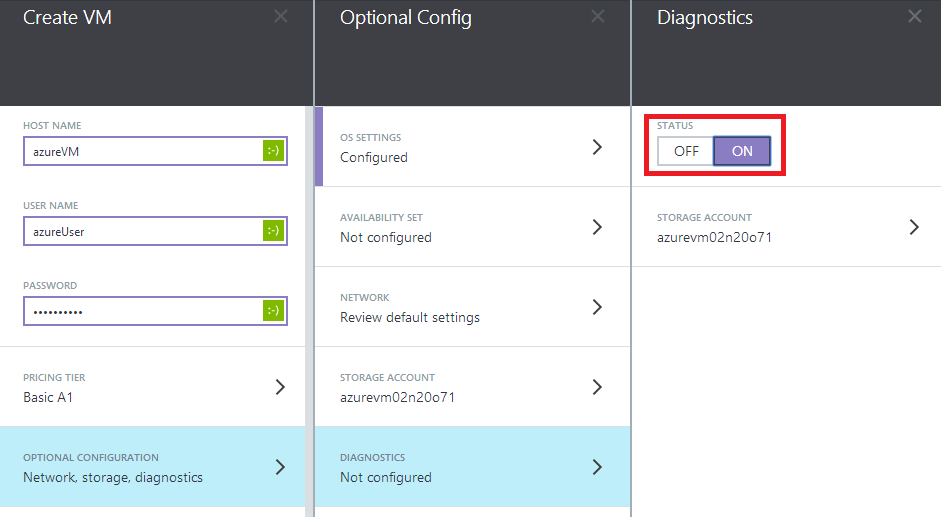 Create VM
HOST NAME
azureVM
:-)
USER NAME
azureUser
:-)
PASSWORD
••••••••••
:-)
PRICING TIER
Basic A1
OPTIONAL CONFIGURATION
Network, storage, diagnostics
Optional Config
OS SETTINGS
Configured
AVAILABILITY SET
Not configured
NETWORK
Review default settings
STORAGE ACCOUNT
azurevm02n20o71
DIAGNOSTICS
Not configured
Diagnostics
STATUS
OFF ON
STORAGE ACCOUNT
azurevm02n20o71